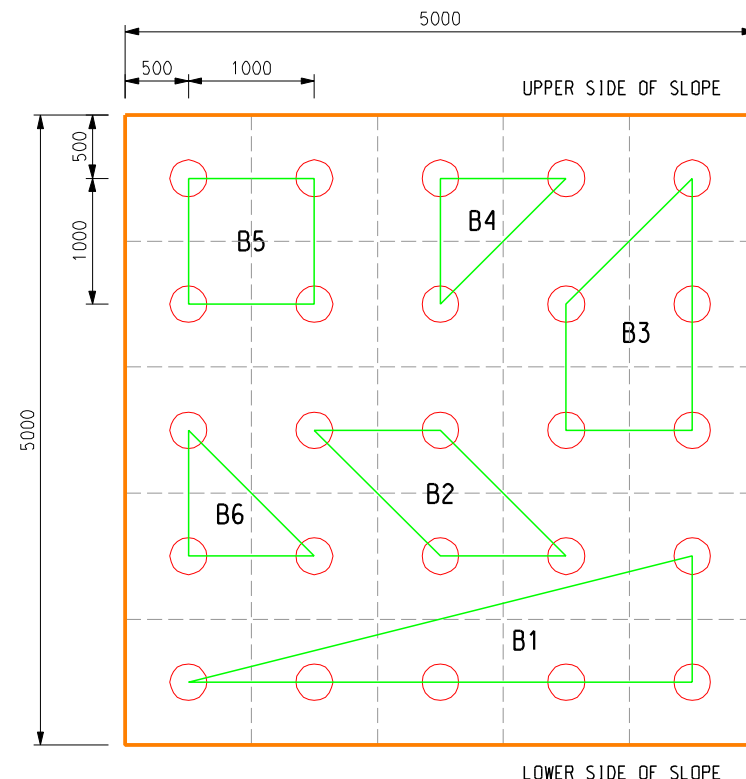 5000
500
1000
UPPER SIDE OF SLOPE
500
1000
5000
B5
B4
B3
B6
B2
B1
LOWER SIDE OF SLOPE